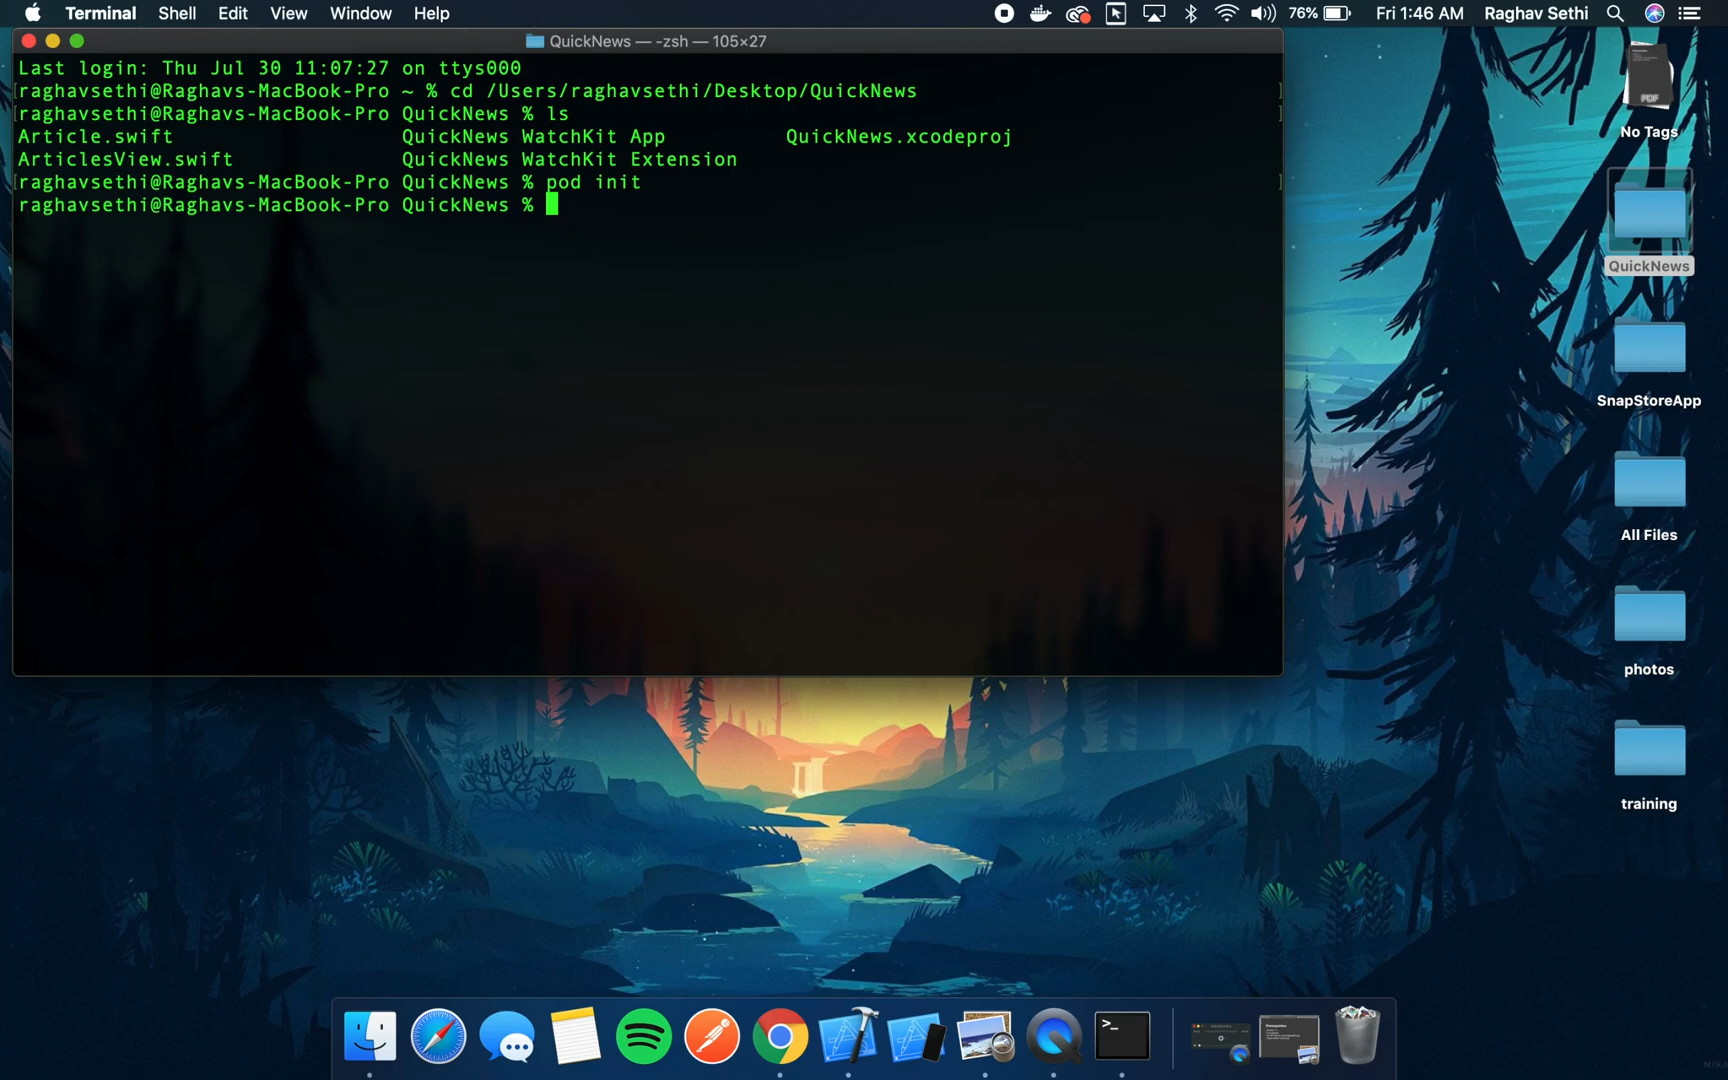 Terminal Shell Edit View Window Help 76% Fri 1:46 AM Raghav Sethi
QuickNews — -zsh — 105×27
Last login: Thu Jul 30 11:07:27 on ttys000
[raghavsethi@Raghavs-MacBook-Pro ~ % cd /Users/raghavsethi/Desktop/QuickNews ]
[raghavsethi@Raghavs-MacBook-Pro QuickNews % ls ]
Article.swift QuickNews WatchKit App QuickNews.xcodeproj
ArticlesView.swift QuickNews WatchKit Extension
[raghavsethi@Raghavs-MacBook-Pro QuickNews % pod init ]
raghavsethi@Raghavs-MacBook-Pro QuickNews %
PDF
No Tags
QuickNews
SnapStoreApp
All Files
photos
training
>_